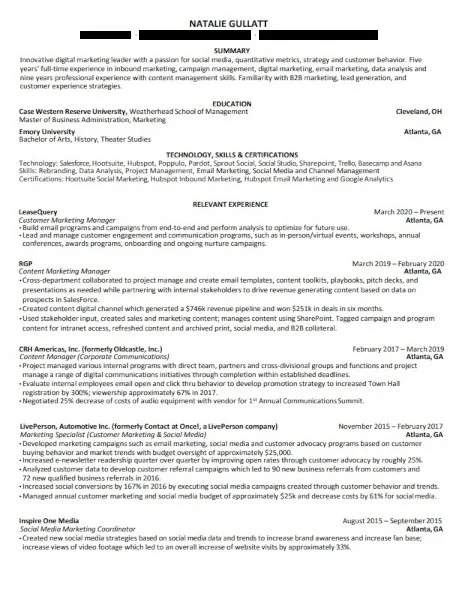 NATALIE GULLATT
SUMMARY
Innovative digital marketing leader with a passion for social media, quantitative metrics, strategy and customer behavior. Five
years' full-time experience in inbound marketing, campaign management, digital marketing, email marketing, data analysis and
nine years professional experience with content management skills. Familiarity with B2B marketing, lead generation, and
customer experience strategies.
EDUCATION
Case Western Reserve University, Weatherhead School of Management Cleveland, OH
Master of Business Administration, Marketing
Emory University Atlanta, GA
Bachelor of Arts, History, Theater Studies
TECHNOLOGY, SKILLS & CERTIFICATIONS
Technology: Salesforce, Hootsuite, Hubspot, Poppulo, Pardot, Sprout Social, Social Studio, Sharepoint, Trello, Basecamp and Asana
Skills: Rebranding, Data Analysis, Project Management, Email Marketing, Social Media and Channel Management
Certifications: Hootsuite Social Marketing, Hubspot Inbound Marketing, Hubspot Email Marketing and Google Analytics
RELEVANT EXPERIENCE
LeaseQuery March 2020 – Present
Customer Marketing Manager Atlanta, GA
• Build email programs and campaigns from end-to-end and perform analysis to optimize for future use.
• Lead and manage customer engagement and communication programs, such as in-person/virtual events, workshops, annual
conferences, awards programs, onboarding and ongoing nurture campaigns.
RGP March 2019 – February 2020
Content Marketing Manager Atlanta, GA
• Cross-department collaborated to project manage and create email templates, content toolkits, playbooks, pitch decks, and
presentations as needed while partnering with internal stakeholders to drive revenue generating content based on data on
prospects in SalesForce.
• Created content digital channel which generated a $746k revenue pipeline and won $251k in deals in six months.
• Used stakeholder input, created sales and marketing content; manages content using SharePoint. Tagged campaign and program
content for intranet access, refreshed content and archived print, social media, and B2B collateral.
CRH Americas, Inc. (formerly Oldcastle, Inc.) February 2017 – March 2019
Content Manager (Corporate Communications) Atlanta, GA
• Project managed various internal programs with direct team, partners and cross-divisional groups and functions and project
manage a range of digital communications initiatives through completion within established deadlines.
• Evaluate internal employees email open and click thru behavior to develop promotion strategy to increased Town Hall
registration by 300%; viewership approximately 67% in 2017.
• Negotiated 25% decrease of costs of audio equipment with vendor for 1st Annual Communications Summit.
LivePerson, Automotive Inc. (formerly Contact at Once!, a LivePerson company) November 2015 – February 2017
Marketing Specialist (Customer Marketing & Social Media) Atlanta, GA
• Developed marketing campaigns such as email marketing, social media and customer advocacy programs based on customer
buying behavior and market trends with budget oversight of approximately $25,000.
• Increased e-newsletter readership quarter over quarter by improving open rates through customer advocacy by roughly 25%.
• Analyzed customer data to develop customer referral campaigns which led to 90 new business referrals from customers and
72 new qualified business referrals in 2016.
• Increased social conversions by 167% in 2016 by executing social media campaigns created through customer behavior and trends.
• Managed annual customer marketing and social media budget of approximately $25k and decrease costs by 61% for social media.
Inspire One Media August 2015 – September 2015
Social Media Marketing Coordinator Atlanta, GA
• Created new social media strategies based on social media data and trends to increase brand awareness and increase fan base;
increase views of video footage which led to an overall increase of website visits by approximately 33%.